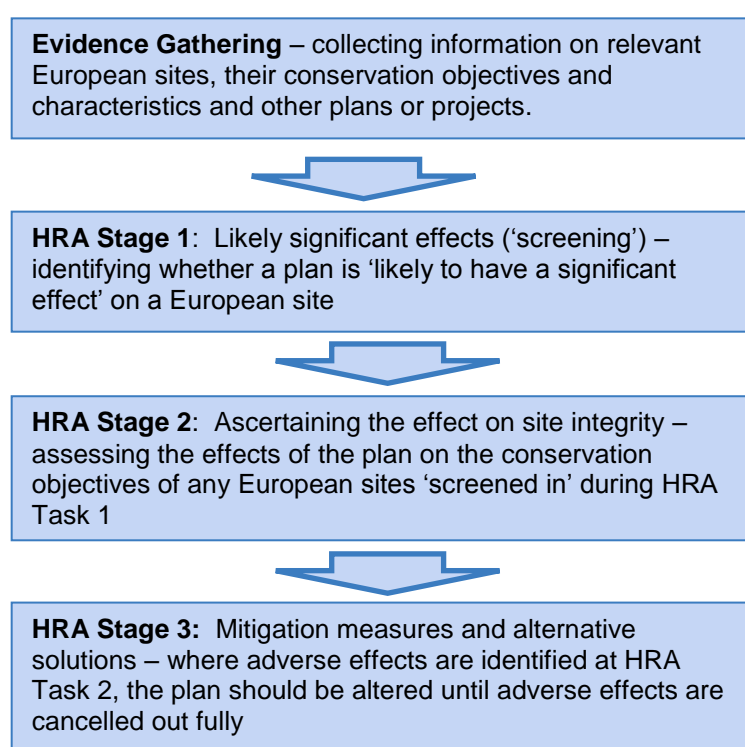 Evidence Gathering – collecting information on relevant
European sites, their conservation objectives and
characteristics and other plans or projects.
HRA Stage 1:  Likely significant effects (‘screening’) –
identifying whether a plan is ‘likely to have a significant
effect’ on a European site
HRA Stage 2:  Ascertaining the effect on site integrity –
assessing the effects of the plan on the conservation
objectives of any European sites ‘screened in’ during HRA
Task 1
HRA Stage 3:  Mitigation measures and alternative
solutions – where adverse effects are identified at HRA
Task 2, the plan should be altered until adverse effects are
cancelled out fully